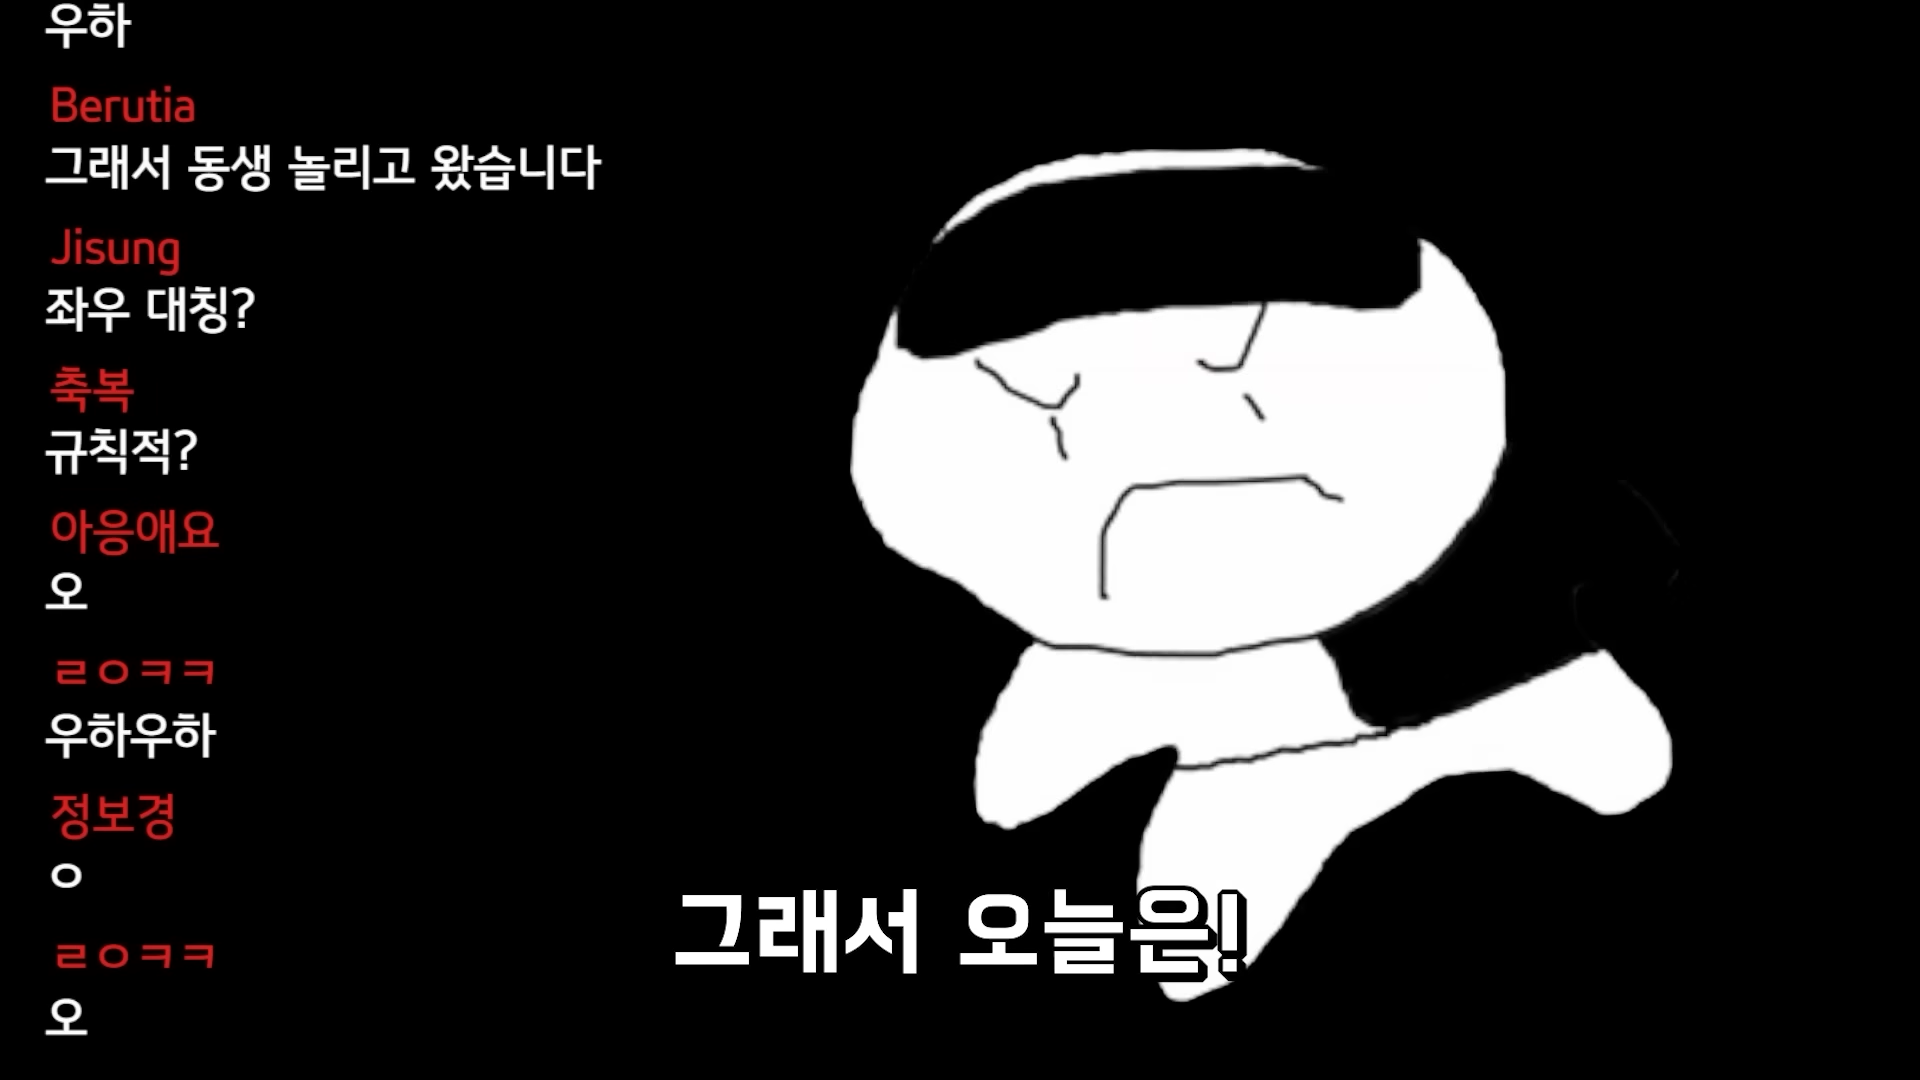 우하
Berutia
그래서 동생 놀리고 왔습니다
Jisung
좌우 대칭?
축복
규칙적?
아응애요
오
ㄹㅇㅋㅋ
우하우하
정보경
ㅇ
ㄹㅇㅋㅋ
오
그래서 오늘은!